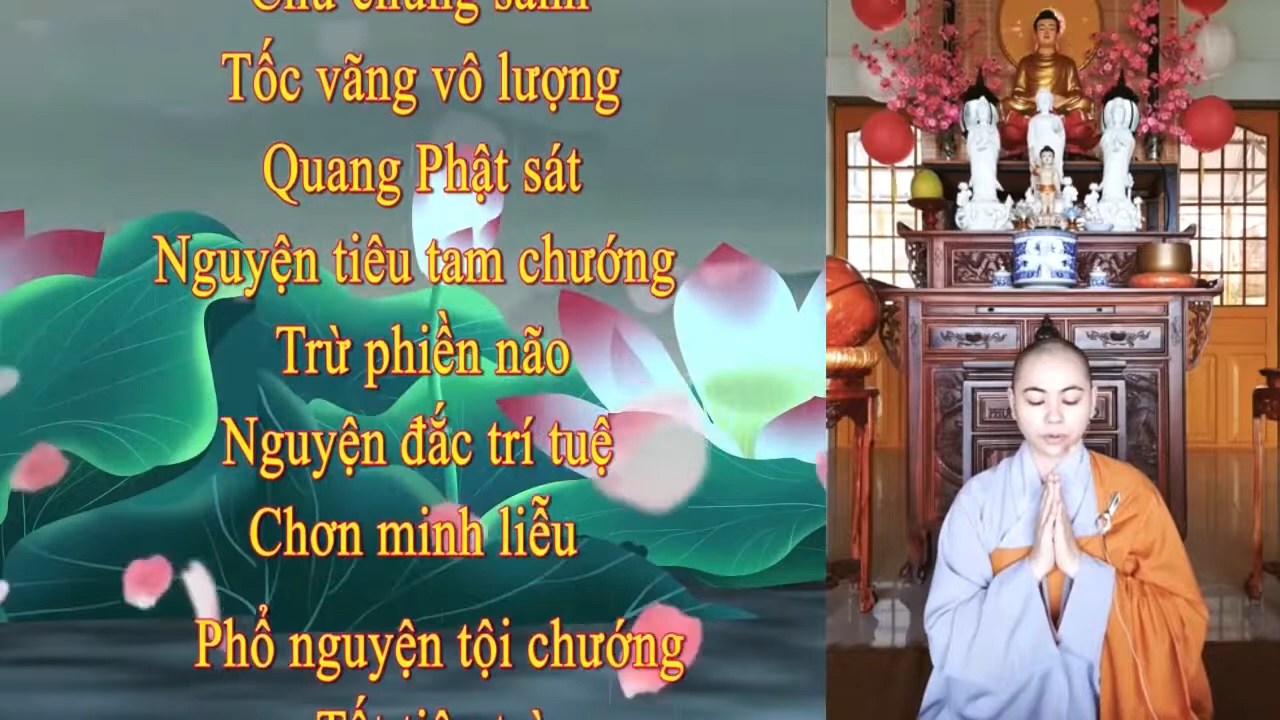 Tốc vãng vô lượng
Quang Phật sát
Nguyện tiêu tam chướng
Trừ phiền não
Nguyện đắc trí tuệ
Chơn minh liễu
Phổ nguyện tội chướng